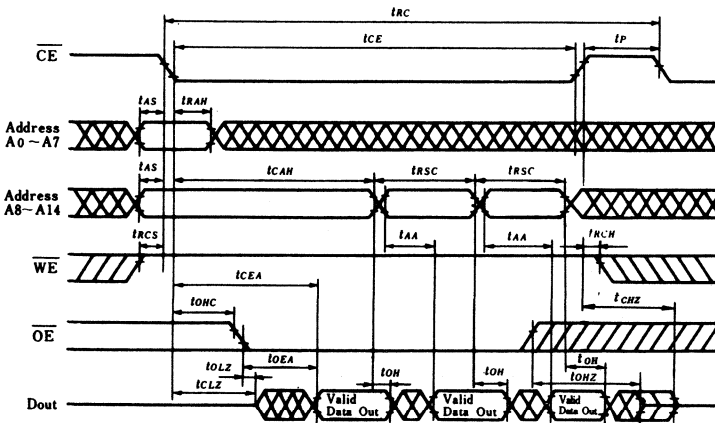 tRC
tCE
tP
CE
tAS
tRAH
Address
A0～A7
tAS
tCAH
tRSC
tRSC
Address
A8～A14
tRCS
tAA
tAA
tRCH
WE
tCEA
tCHZ
tOHC
OE
tOEA
tOLZ
tOH
tOH
tOH
tOHZ
tCLZ
Dout
Valid
Data Out
Valid
Data Out
Valid
Data Out